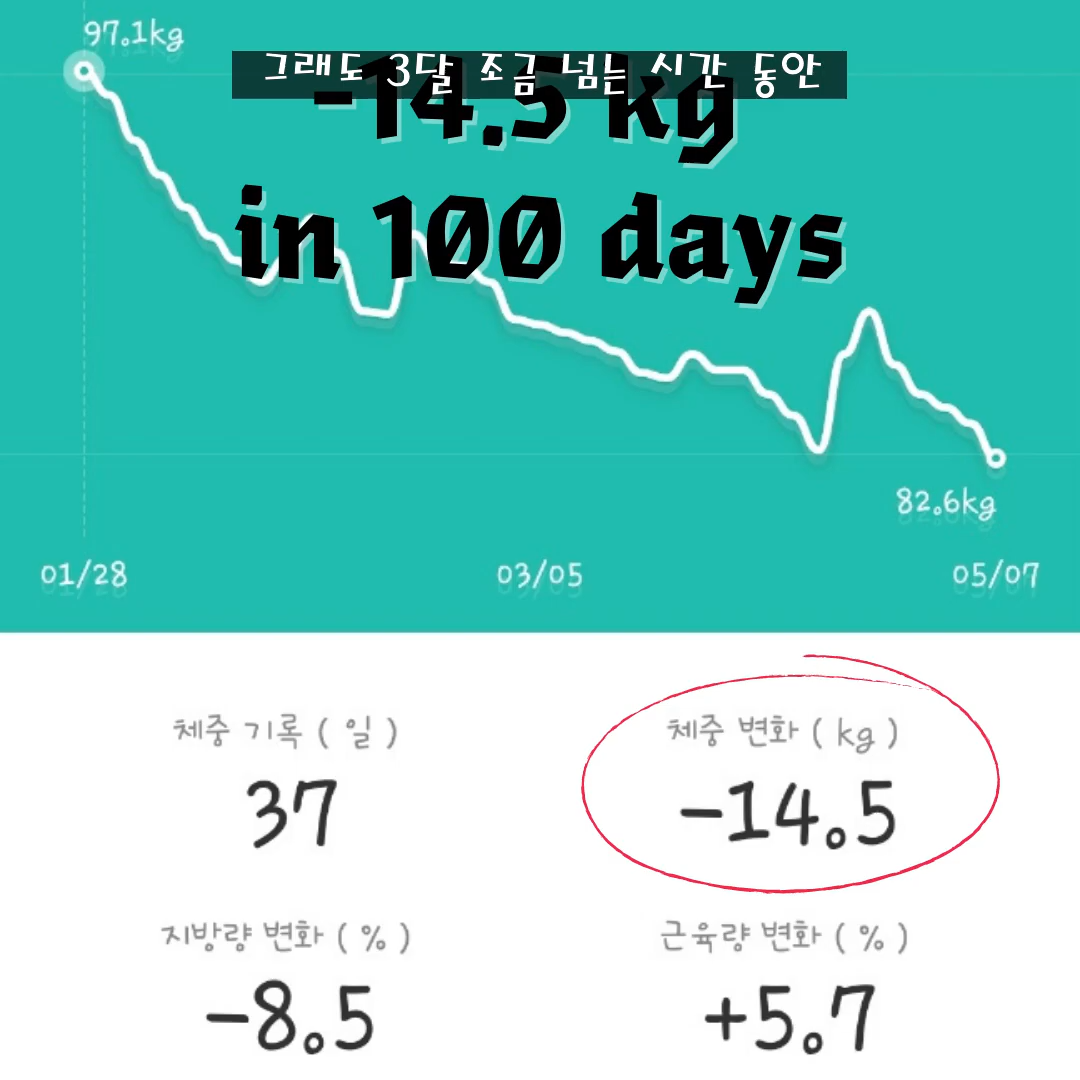 97.1kg
그래도 3달 조금 넘는 시간 동안
-14.5 kg
in 100 days
82.6kg
01/28 03/05 05/07
체중 기록 ( 일 ) 체중 변화 ( kg )
37 -14.5
지방량 변화 ( % ) 근육량 변화 ( % )
-8.5 +5.7